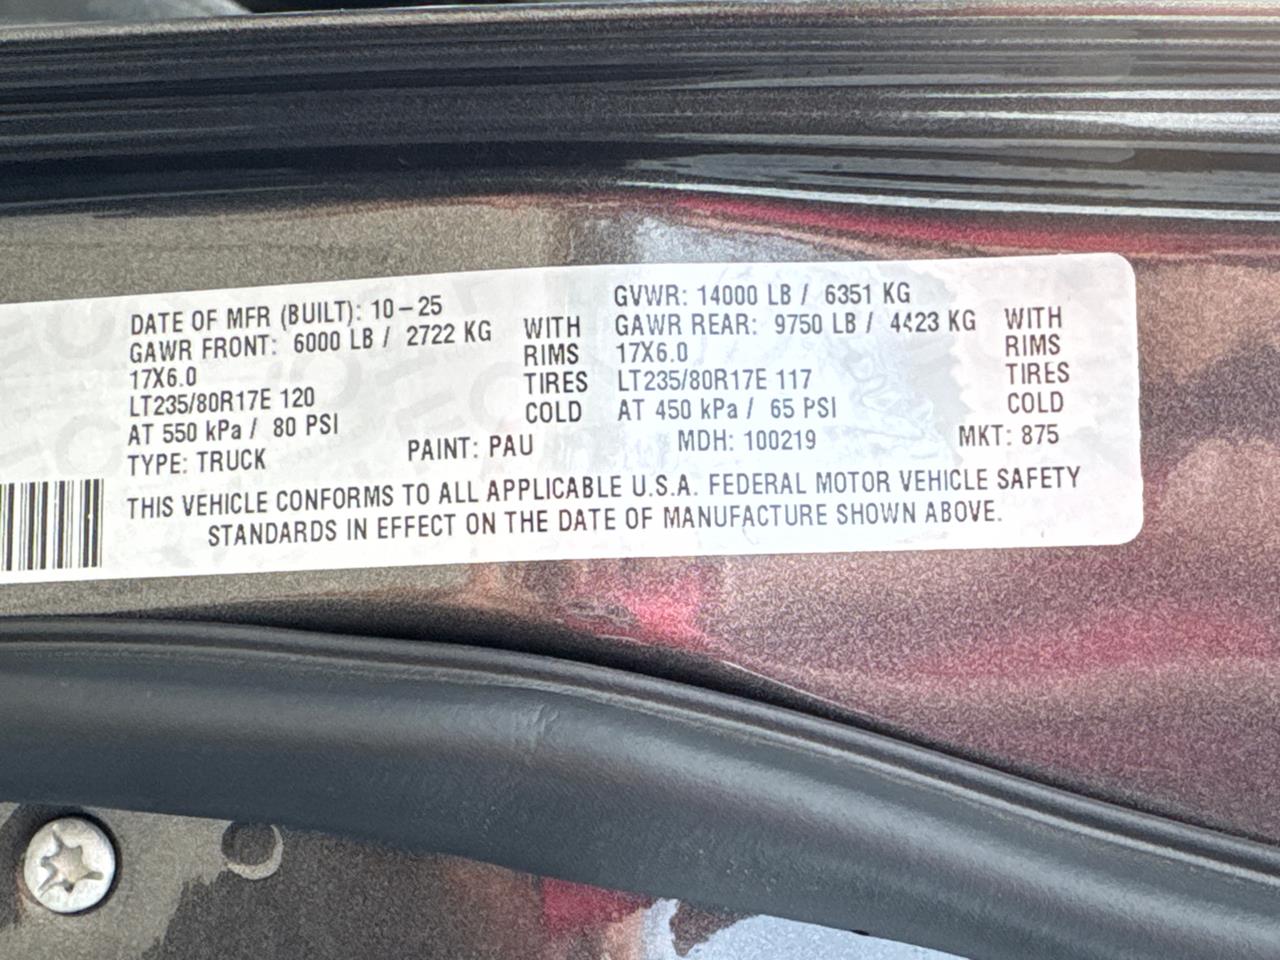 DATE OF MFR (BUILT): 10-25 GVWR: 14000 LB / 6351 KG
GAWR FRONT: 6000 LB / 2722 KG WITH GAWR REAR: 9750 LB / 4423 KG WITH
17X6.0 RIMS 17X6.0 RIMS
LT235/80R17E 120 TIRES LT235/80R17E 117 TIRES
AT 550 kPa / 80 PSI COLD AT 450 kPa / 65 PSI COLD
TYPE: TRUCK PAINT: PAU MDH: 100219 MKT: 875
THIS VEHICLE CONFORMS TO ALL APPLICABLE U.S.A. FEDERAL MOTOR VEHICLE SAFETY
STANDARDS IN EFFECT ON THE DATE OF MANUFACTURE SHOWN ABOVE.